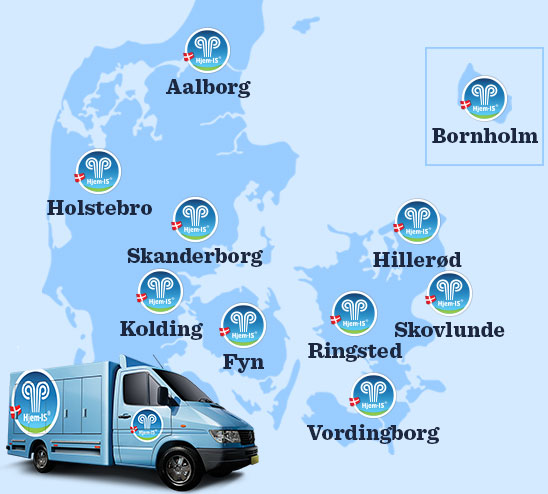 Hjem-IS®
Aalborg
Hjem-IS®
Bornholm
Hjem-IS®
Holstebro
Hjem-IS®
Skanderborg
Hjem-IS®
Hillerød
Hjem-IS®
Kolding
Hjem-IS®
Fyn
Hjem-IS®
Ringsted
Hjem-IS®
Skovlunde
Hjem-IS®
Vordingborg
Hjem-IS®
Hjem-IS®